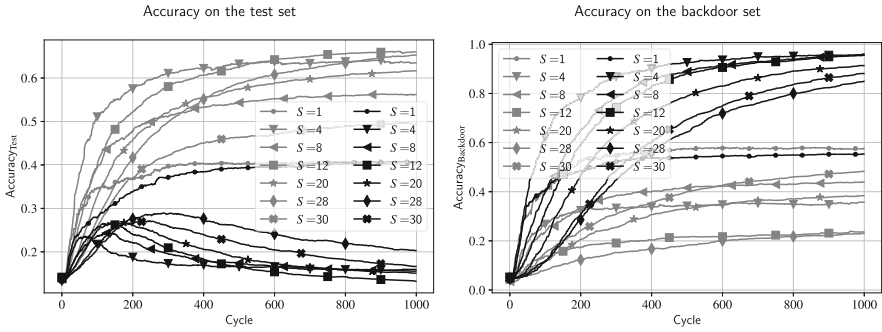 Accuracy on the test set
Accuracy_Test
0.2
0.3
0.4
0.5
0.6
0
200
400
600
800
1000
Cycle
S =1
S =4
S =8
S =12
S =20
S =28
S =30
S =1
S =4
S =8
S =12
S =20
S =28
S =30
Accuracy on the backdoor set
Accuracy_Backdoor
0.0
0.2
0.4
0.6
0.8
1.0
0
200
400
600
800
1000
Cycle
S =1
S =4
S =8
S =12
S =20
S =28
S =30
S =1
S =4
S =8
S =12
S =20
S =28
S =30